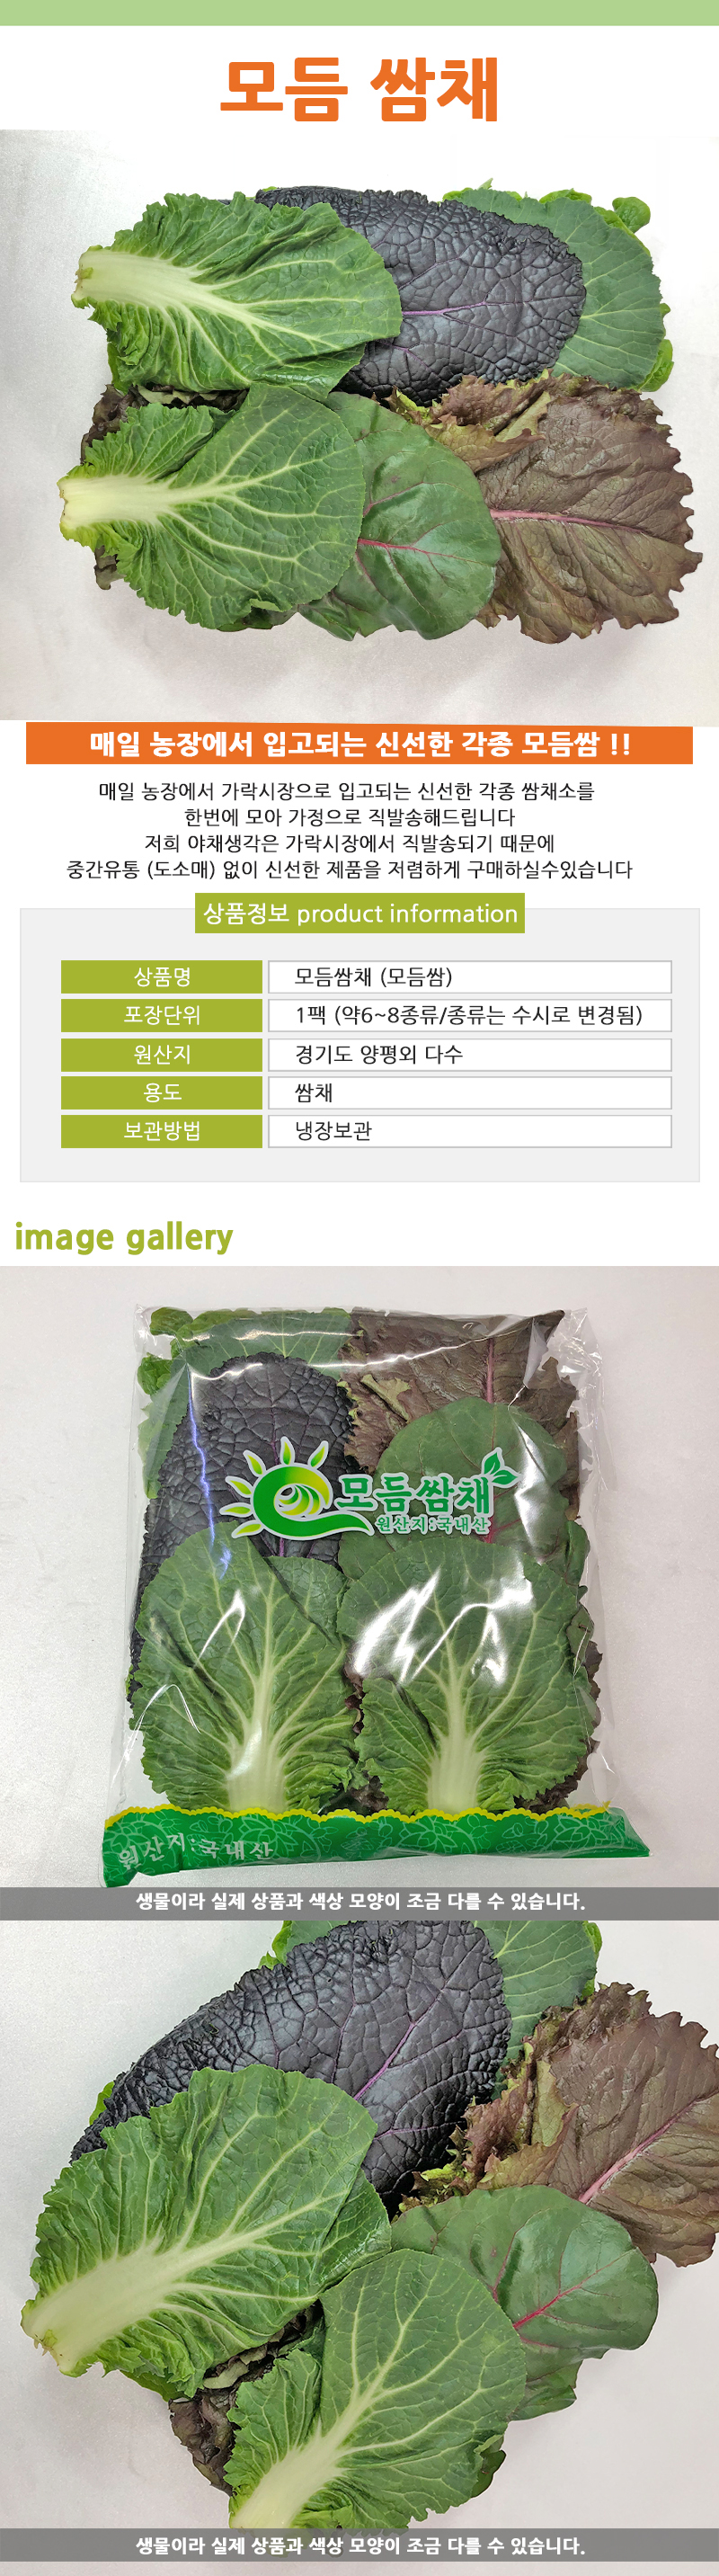 모듬 쌈채
매일 농장에서 입고되는 신선한 각종 모듬쌈 !!
매일 농장에서 가락시장으로 입고되는 신선한 각종 쌈채소를
한번에 모아 가정으로 직발송해드립니다
저희 야채생각은 가락시장에서 직발송되기 때문에
중간유통 (도소매) 없이 신선한 제품을 저렴하게 구매하실수있습니다
상품정보 product information
상품명 모듬쌈채 (모듬쌈)
포장단위 1팩 (약6~8종류/종류는 수시로 변경됨)
원산지 경기도 양평외 다수
용도 쌈채
보관방법 냉장보관
image gallery
모듬쌈채
원산지:국내산
원산지:국내산
생물이라 실제 상품과 색상 모양이 조금 다를 수 있습니다.
생물이라 실제 상품과 색상 모양이 조금 다를 수 있습니다.